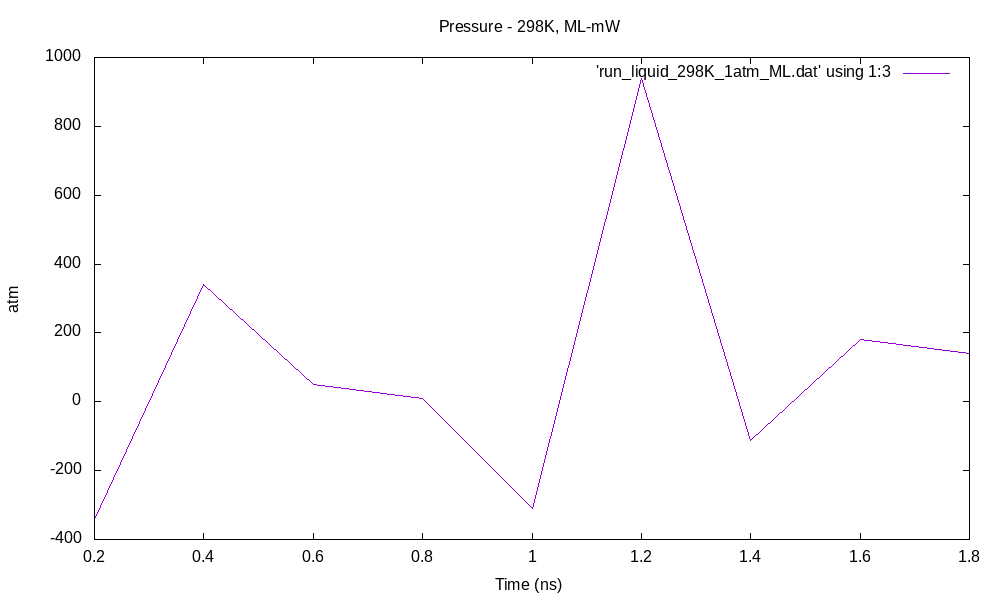 Pressure - 298K, ML-mW
'run_liquid_298K_1atm_ML.dat' using 1:3
1000
800
600
400
200
0
-200
-400
atm
0.2 0.4 0.6 0.8 1 1.2 1.4 1.6 1.8
Time (ns)